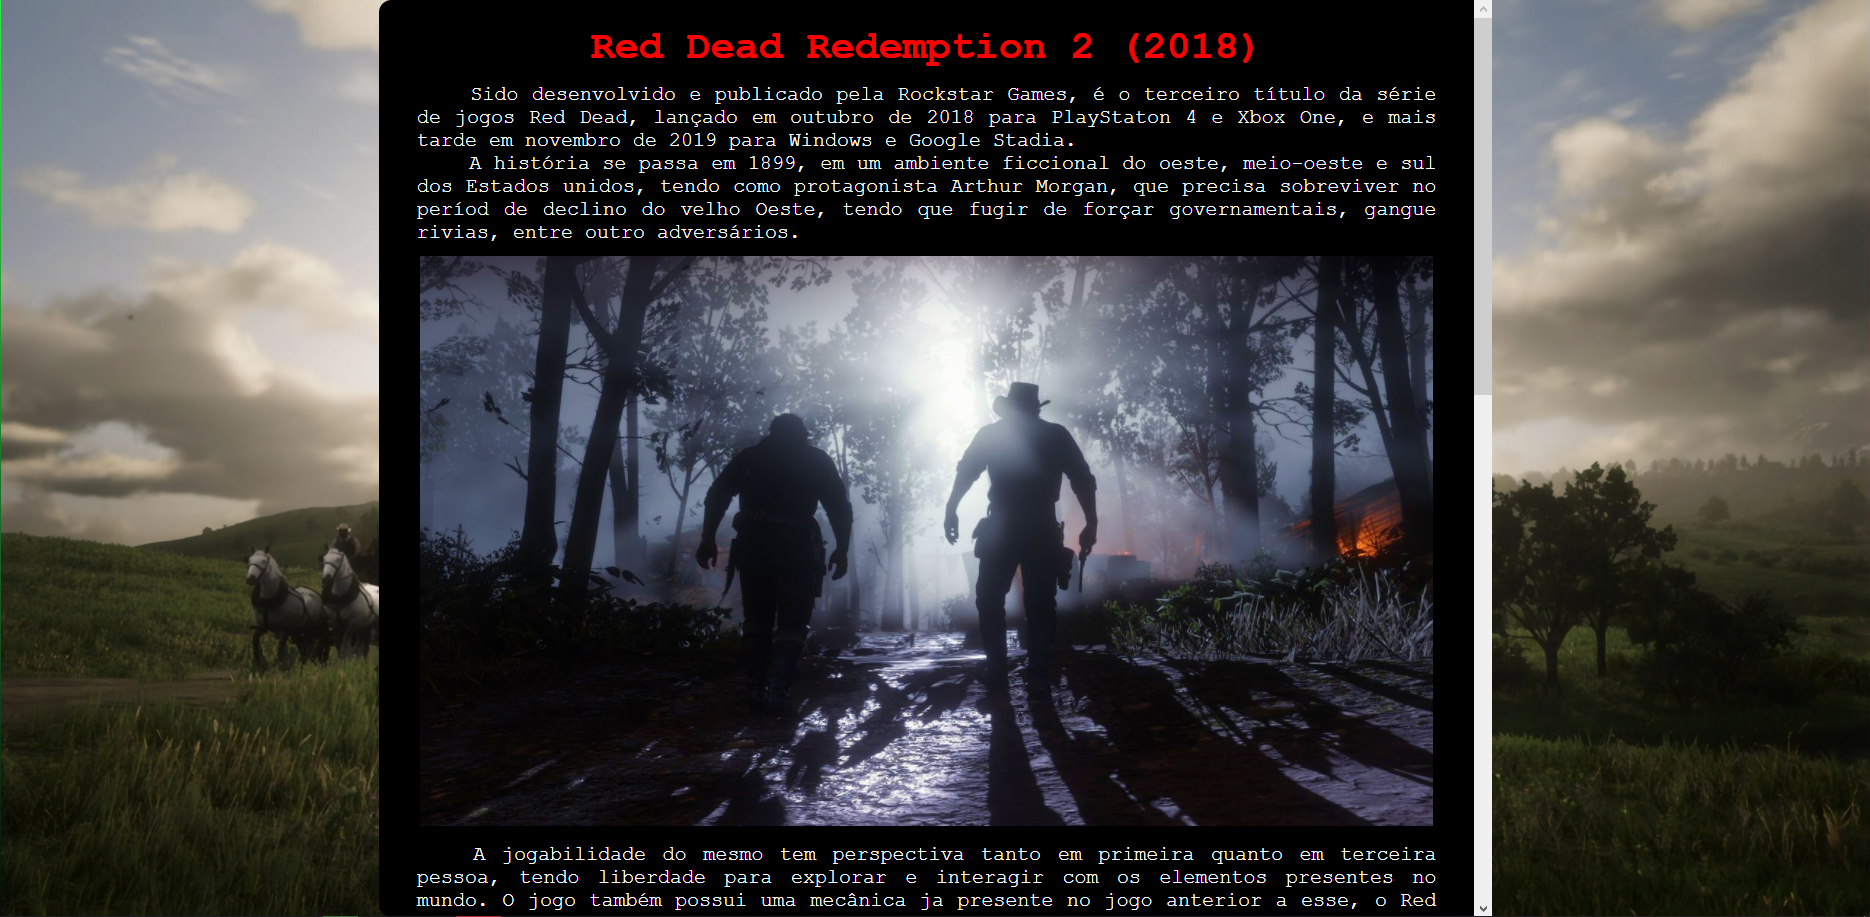 Red Dead Redemption 2 (2018)
Sido desenvolvido e publicado pela Rockstar Games, é o terceiro título da série
de jogos Red Dead, lançado em outubro de 2018 para PlayStaton 4 e Xbox One, e mais
tarde em novembro de 2019 para Windows e Google Stadia.
A história se passa em 1899, em um ambiente ficcional do oeste, meio-oeste e sul
dos Estados unidos, tendo como protagonista Arthur Morgan, que precisa sobreviver no
períod de declino do velho Oeste, tendo que fugir de forçar governamentais, gangue
rivias, entre outro adversários.
A jogabilidade do mesmo tem perspectiva tanto em primeira quanto em terceira
pessoa, tendo liberdade para explorar e interagir com os elementos presentes no
mundo. O jogo também possui uma mecânica ja presente no jogo anterior a esse, o Red